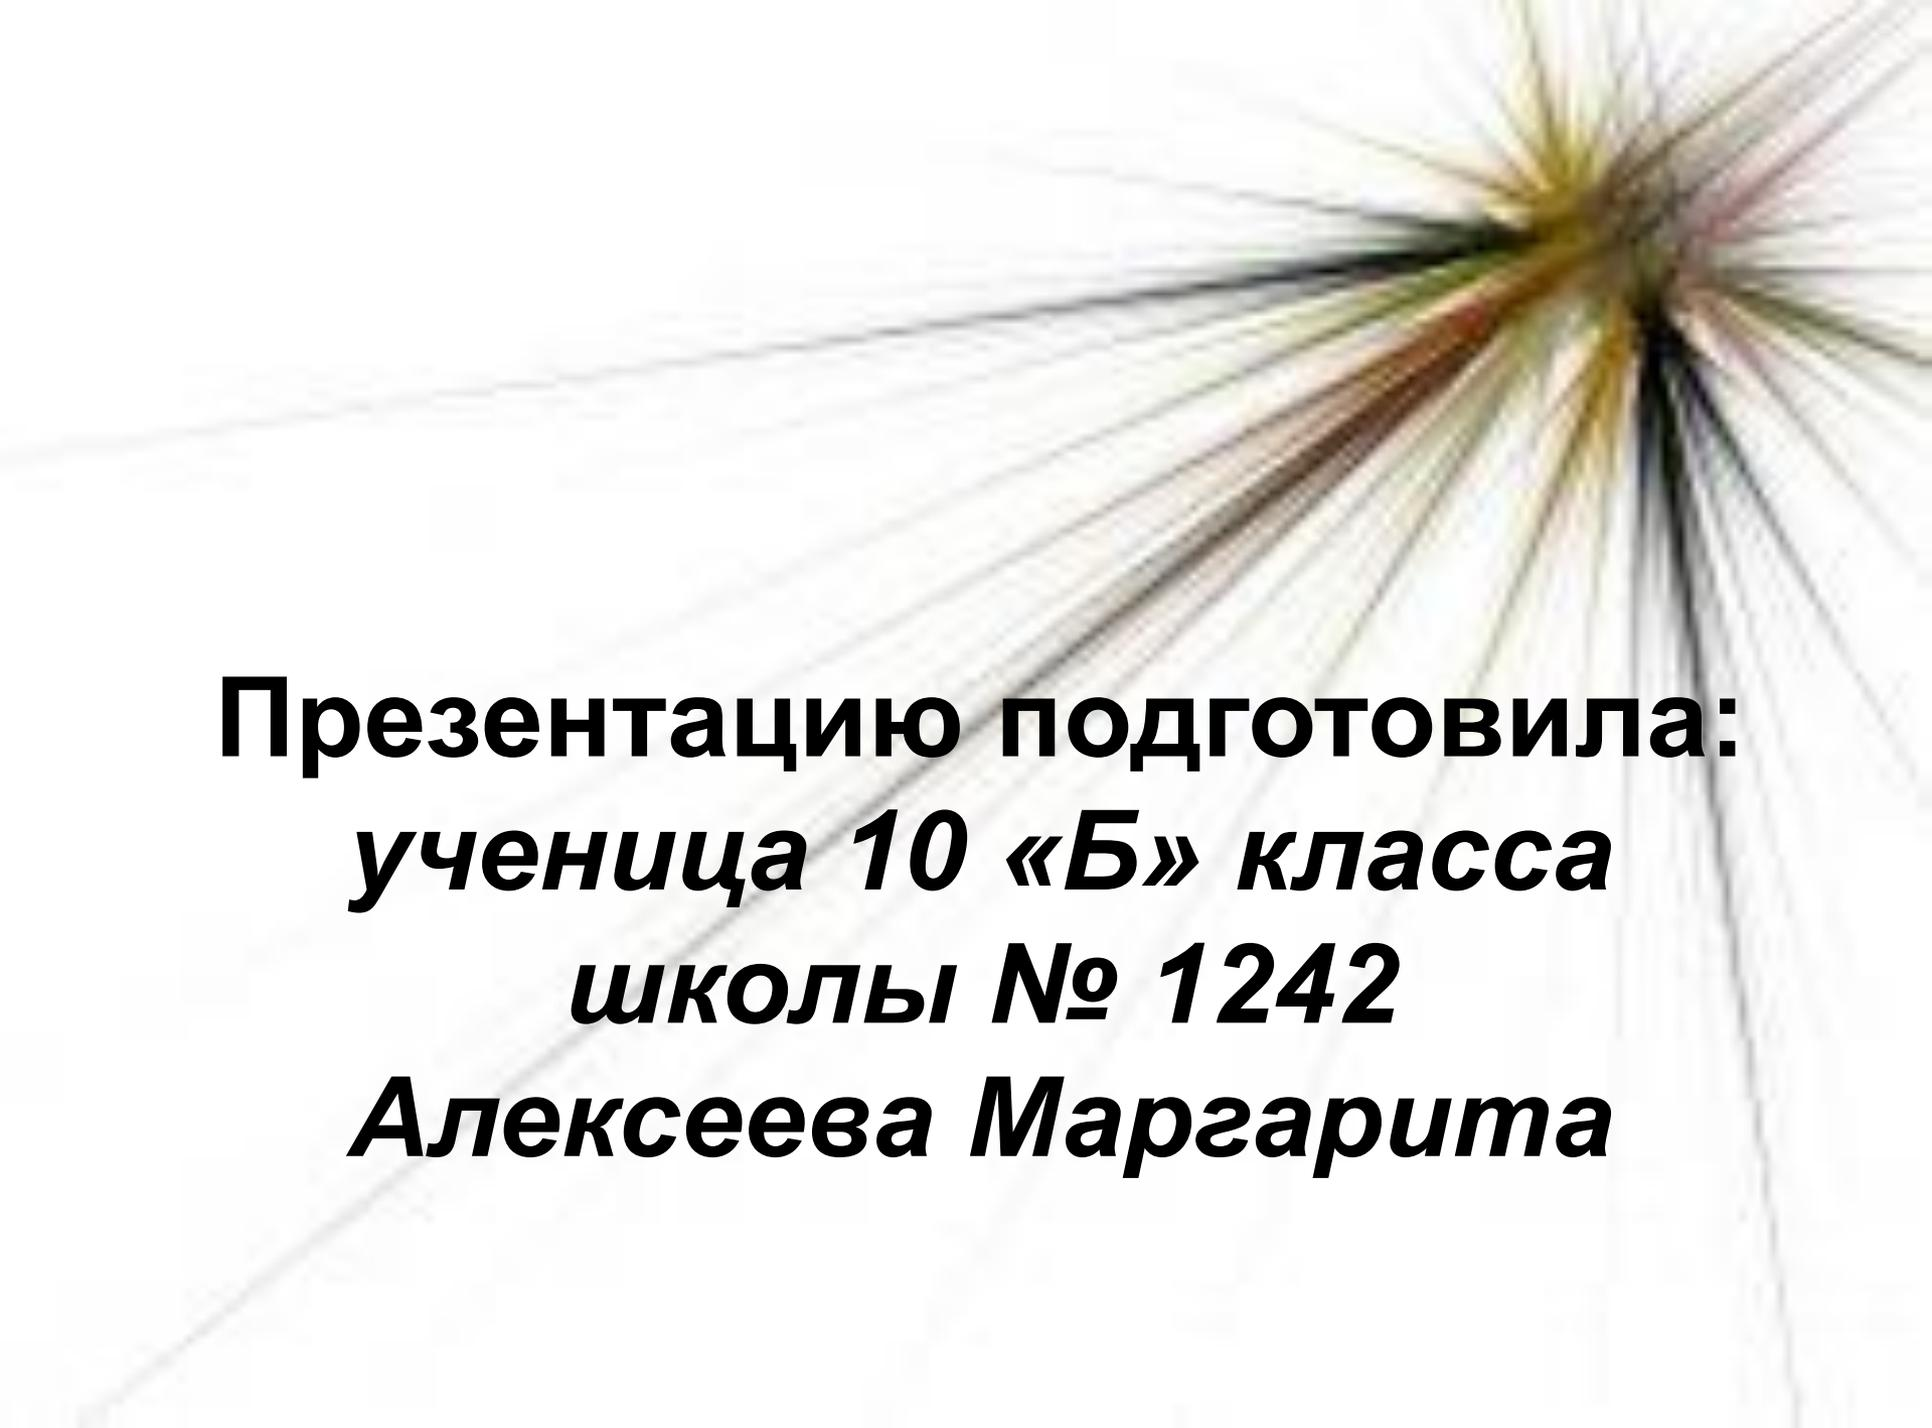 Презентацию подготовила:
ученица 10 «Б» класса
школы № 1242
Алексеева Маргарита